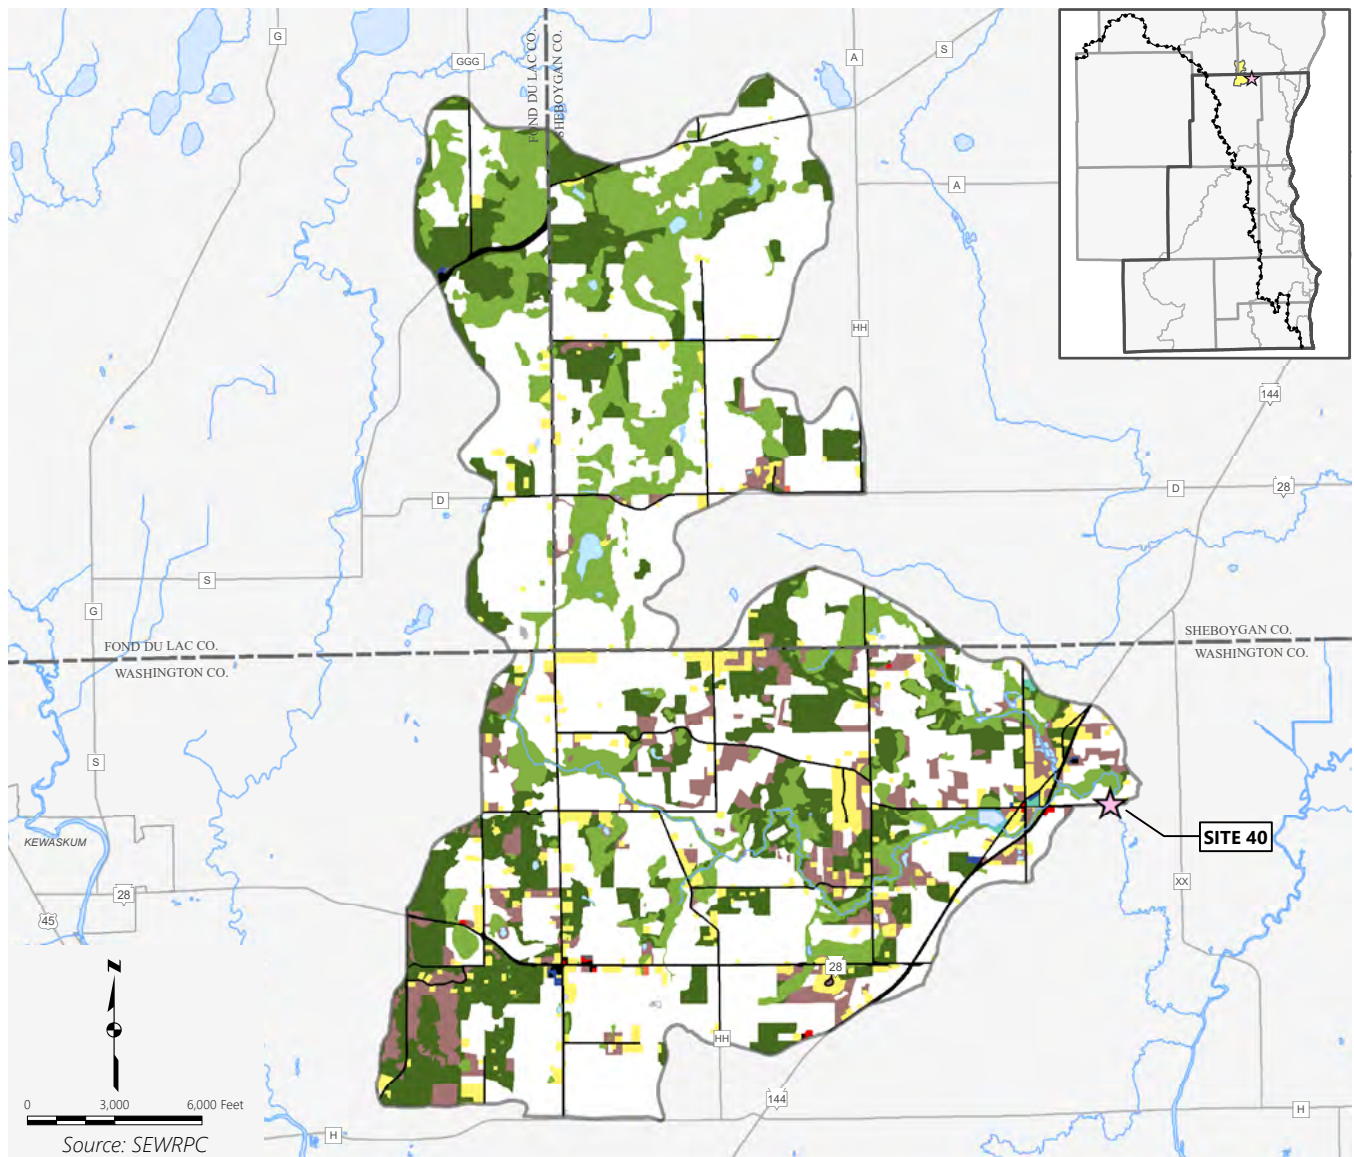 G
GGG
FOND DU LAC CO.
SHEBOYGAN CO.
A
S
A
HH
144
D
D
28
S
G
FOND DU LAC CO.
WASHINGTON CO.
SHEBOYGAN CO.
WASHINGTON CO.
S
KEWASKUM
28
45
SITE 40
XX
28
HH
144
H
H
N
0 3,000 6,000 Feet
Source: SEWRPC